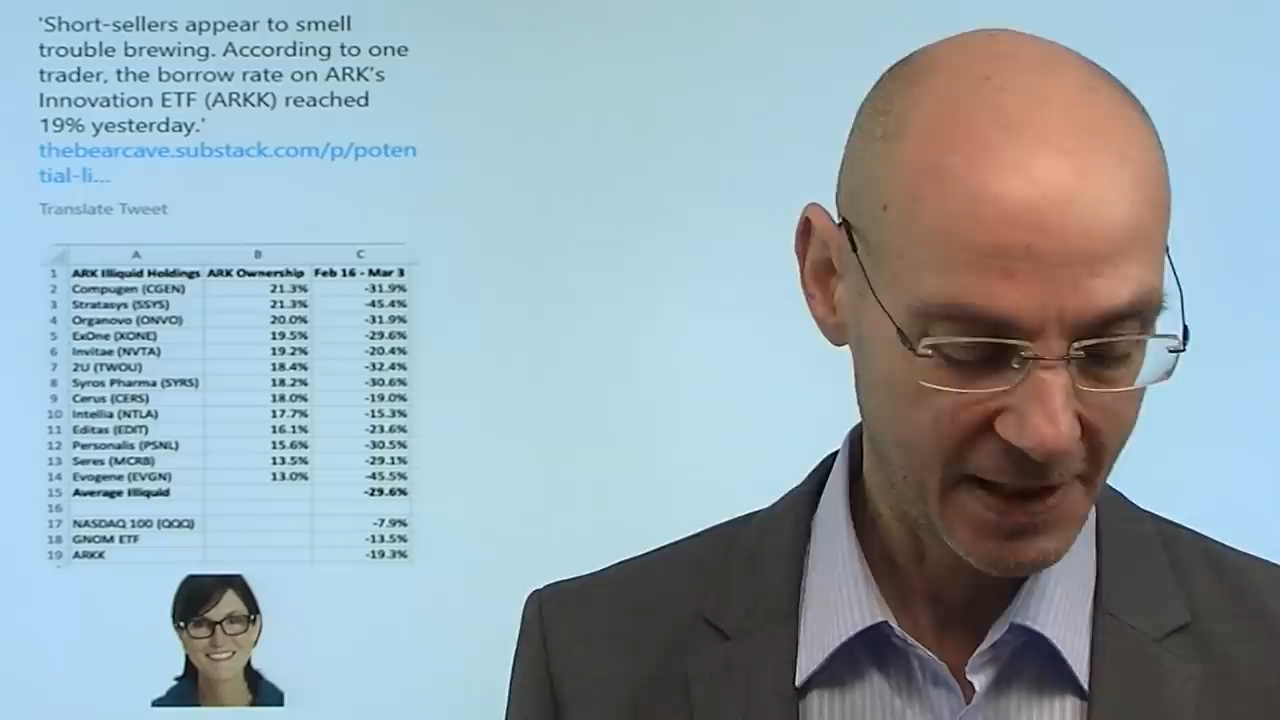 'Short-sellers appear to smell
trouble brewing. According to one
trader, the borrow rate on ARK's
Innovation ETF (ARKK) reached
19% yesterday.'
thebearcave.substack.com/p/poten
tial-li...
Translate Tweet
A B C
1 ARK Illiquid Holdings ARK Ownership Feb 16 - Mar 3
2 Compugen (CGEN) 21.3% -31.9%
3 Stratasys (SSYS) 21.3% -45.4%
4 Organovo (ONVO) 20.0% -31.9%
5 ExOne (XONE) 19.5% -29.6%
6 Invitae (NVTA) 19.2% -20.4%
7 2U (TWOU) 18.4% -32.4%
8 Syros Pharma (SYRS) 18.2% -30.6%
9 Cerus (CERS) 18.0% -19.0%
10 Intellia (NTLA) 17.7% -15.3%
11 Editas (EDIT) 16.1% -23.6%
12 Personalis (PSNL) 15.6% -30.5%
13 Seres (MCRB) 13.5% -29.1%
14 Evogene (EVGN) 13.0% -45.5%
15 Average Illiquid -29.6%
16
17 NASDAQ 100 (QQQ) -7.9%
18 GNOM ETF -13.5%
19 ARKK -19.3%